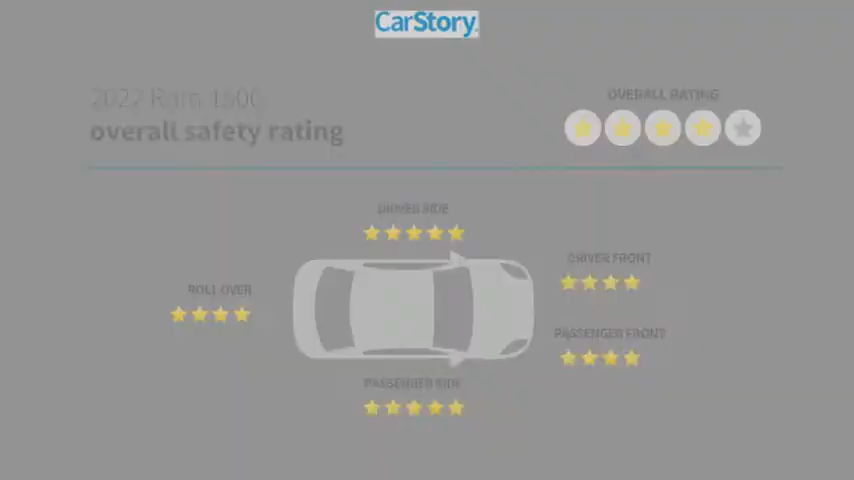 CarStory.
2022 Ram 1500
OVERALL RATING
overall safety rating
DRIVER SIDE
DRIVER FRONT
ROLL OVER
PASSENGER FRONT
PASSENGER SIDE